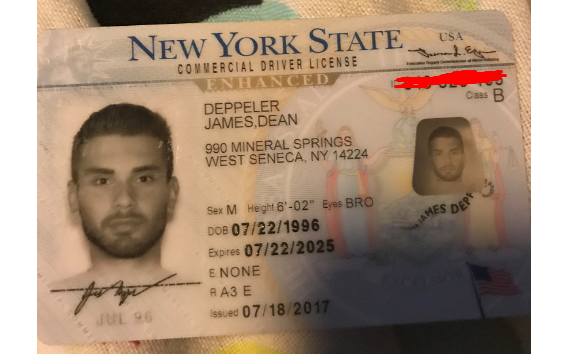 NEW YORK STATE
USA
COMMERCIAL DRIVER LICENSE
ENHANCED
Class B
DEPPELER
JAMES,DEAN
990 MINERAL SPRINGS
WEST SENECA, NY 14224
Sex M Height 6'-02" Eyes BRO
DOB 07/22/1996
Expires 07/22/2025
E NONE
R A3 E
Issued 07/18/2017
JUL 96
JAMES DEPP